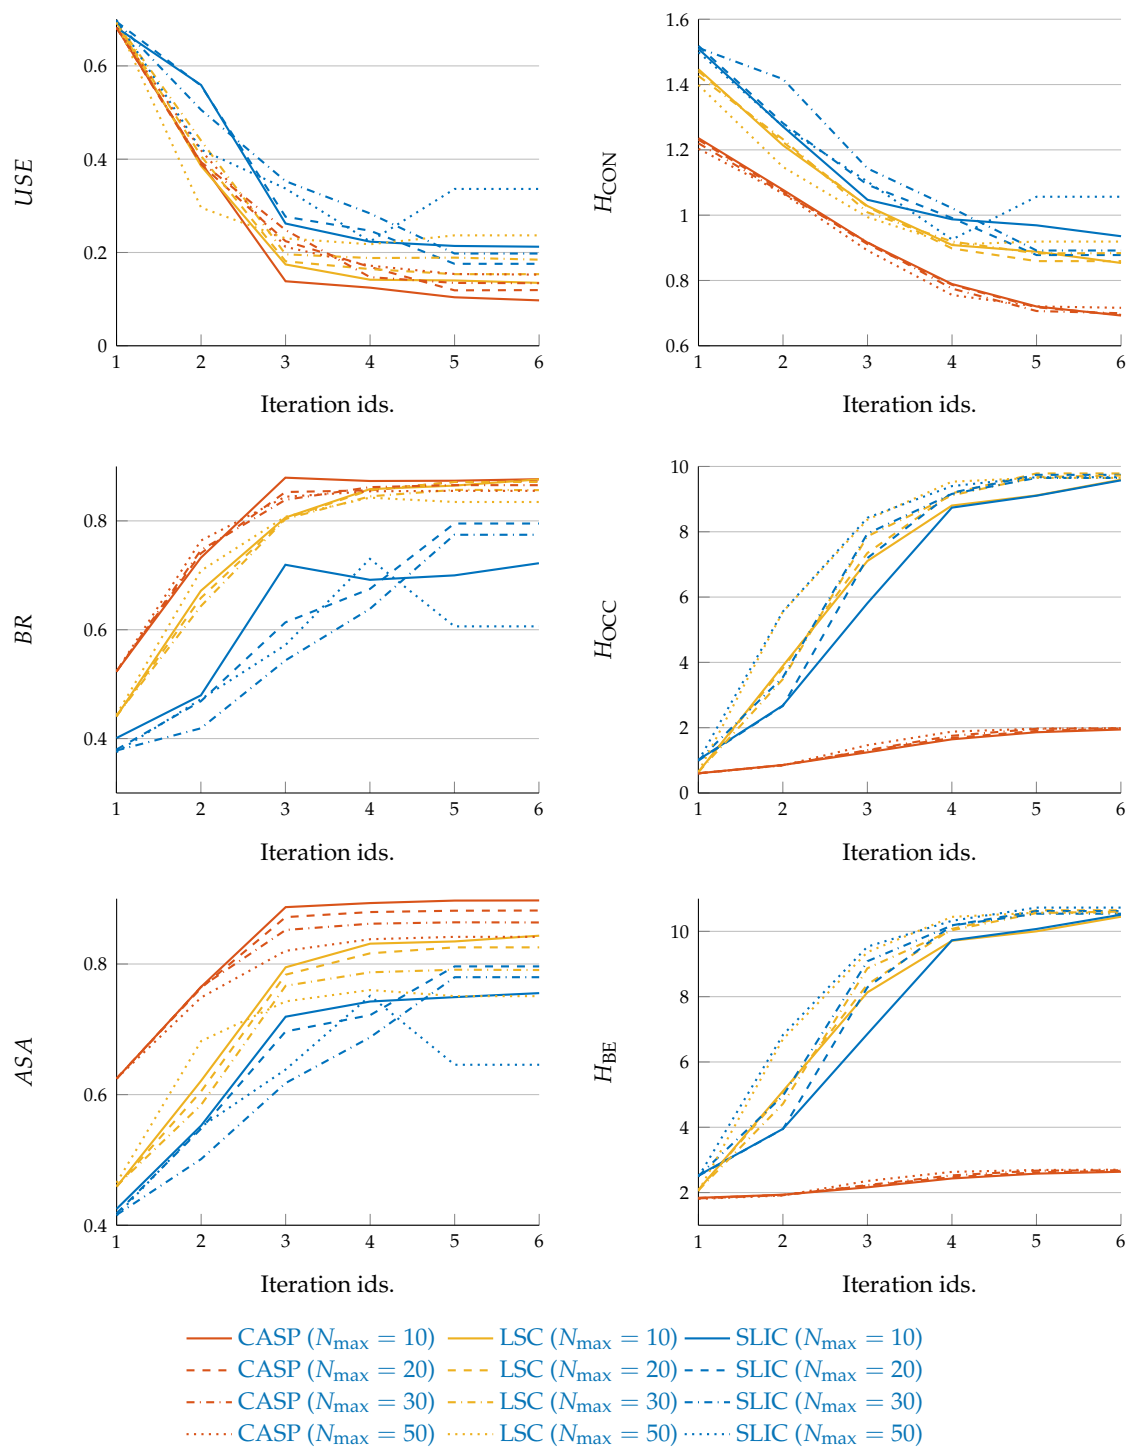 USE
0.6
0.4
0.2
0
1 2 3 4 5 6
Iteration ids.
H_CON
1.6
1.4
1.2
1
0.8
0.6
1 2 3 4 5 6
Iteration ids.
BR
0.8
0.6
0.4
1 2 3 4 5 6
Iteration ids.
H_OCC
10
8
6
4
2
0
1 2 3 4 5 6
Iteration ids.
ASA
0.8
0.6
0.4
1 2 3 4 5 6
Iteration ids.
H_BE
10
8
6
4
2
1 2 3 4 5 6
Iteration ids.
CASP (N_max = 10) LSC (N_max = 10) SLIC (N_max = 10)
CASP (N_max = 20) LSC (N_max = 20) SLIC (N_max = 20)
CASP (N_max = 30) LSC (N_max = 30) SLIC (N_max = 30)
CASP (N_max = 50) LSC (N_max = 50) SLIC (N_max = 50)